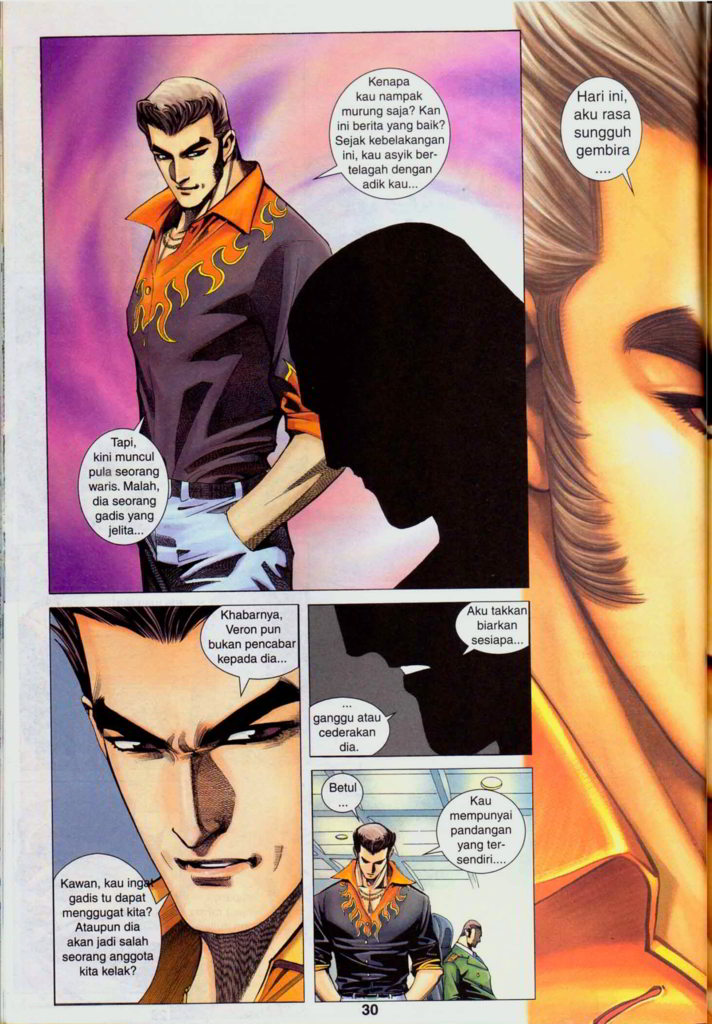 Kenapa
kau nampak
murung saja? Kan
ini berita yang baik?
Sejak kebelakangan
ini, kau asyik ber-
telagah dengan
adik kau...
Hari ini,
aku rasa
sungguh
gembira
....
Tapi,
kini muncul
pula seorang
waris. Malah,
dia seorang
gadis yang
jelita...
Khabarnya,
Veron pun
bukan pencabar
kepada dia...
Kawan, kau ingat
gadis tu dapat
menggugat kita?
Ataupun dia
akan jadi salah
seorang anggota
kita kelak?
Aku takkan
biarkan
sesiapa...
...
ganggu atau
cederakan
dia.
Betul
...
Kau
mempunyai
pandangan
yang ter-
sendiri....
30